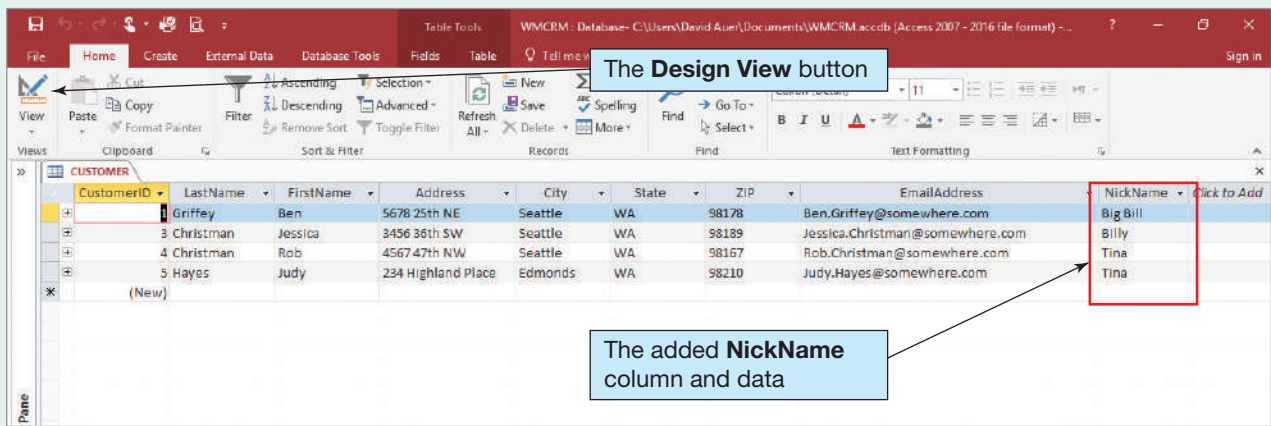 Table Tools WMCRM : Database- C:\Users\David Auer\Documents\WMCRM.accdb (Access 2007 - 2016 file format) -... ?
File Home Create External Data Database Tools Fields Table Tell me w Sign in
The Design View button
View
Paste
Cut
Copy
Format Painter
Filter
Ascending
Descending
Remove Sort
Selection
Advanced
Toggle Filter
Refresh
All
New
Save
Delete
Σ
Spelling
More
Find
Go To
Select
11
B I U A
Views Clipboard Sort & Filter Records Find Text Formatting
CUSTOMER
CustomerID LastName FirstName Address City State ZIP EmailAddress NickName Click to Add
1 Griffey Ben 5678 25th NE Seattle WA 98178 Ben.Griffey@somewhere.com Big Bill
3 Christman Jessica 3456 36th SW Seattle WA 98189 Jessica.Christman@somewhere.com Billy
4 Christman Rob 4567 47th NW Seattle WA 98167 Rob.Christman@somewhere.com Tina
5 Hayes Judy 234 Highland Place Edmonds WA 98210 Judy.Hayes@somewhere.com Tina
(New)
The added NickName
column and data
Pane